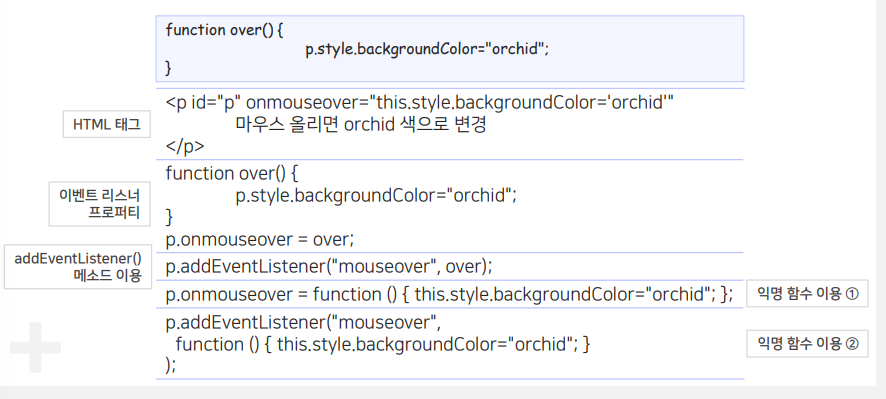 function over() {
p.style.backgroundColor="orchid";
}
HTML 태그
<p id="p" onmouseover="this.style.backgroundColor='orchid'"
마우스 올리면 orchid 색으로 변경
</p>
이벤트 리스너
프로퍼티
function over() {
p.style.backgroundColor="orchid";
}
p.onmouseover = over;
addEventListener()
메소드 이용
p.addEventListener("mouseover", over);
p.onmouseover = function () { this.style.backgroundColor="orchid"; };
익명 함수 이용 ①
p.addEventListener("mouseover",
function () { this.style.backgroundColor="orchid"; }
);
익명 함수 이용 ②